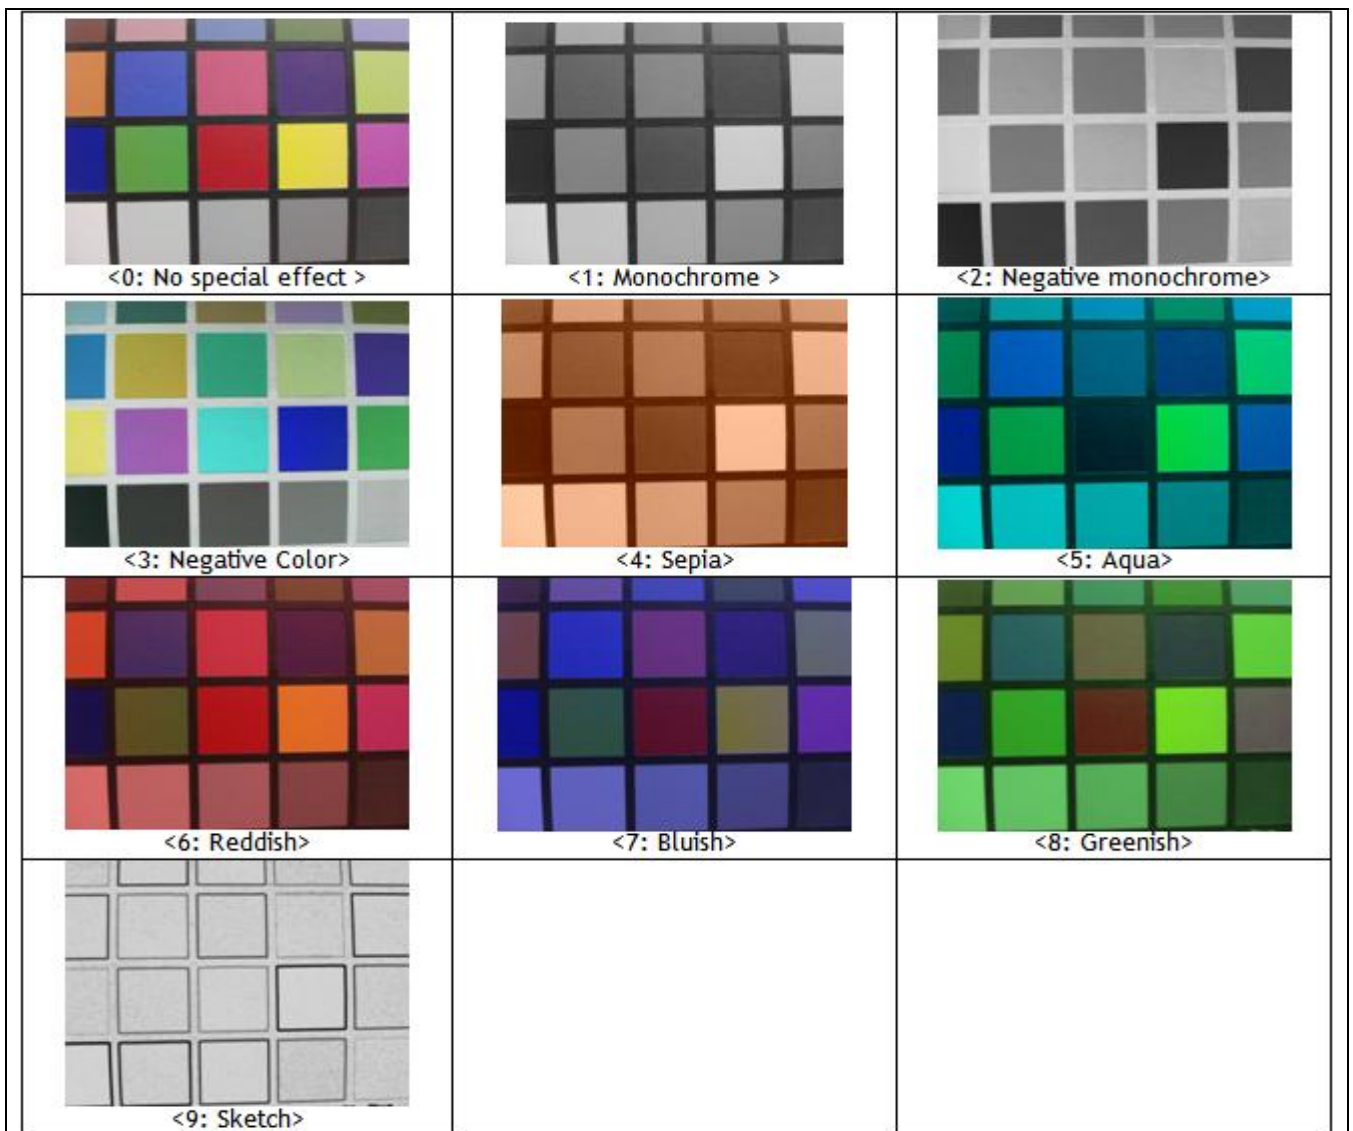 <0: No special effect >
<1: Monochrome >
<2: Negative monochrome>
<3: Negative Color>
<4: Sepia>
<5: Aqua>
<6: Reddish>
<7: Bluish>
<8: Greenish>
<9: Sketch>